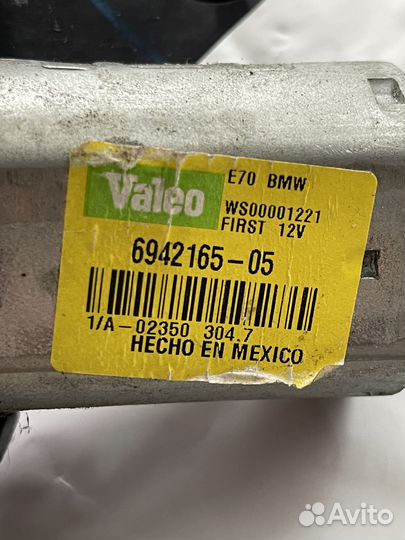 Valeo
E70 BMW
WS00001221
FIRST 12V
6942165-05
1/A-02350 304.7
HECHO EN MEXICO
Avito